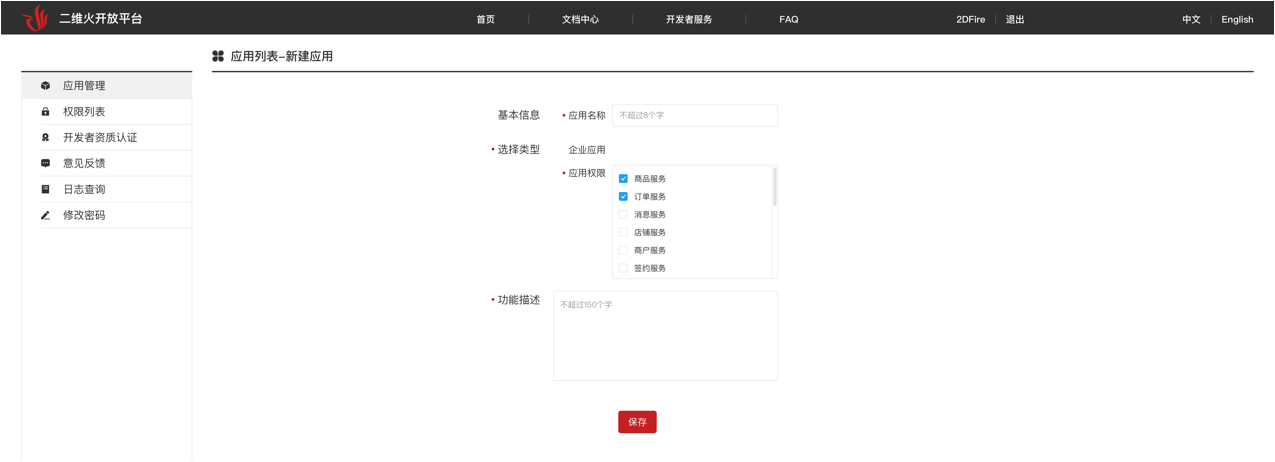 二维火开放平台
首页
文档中心
开发者服务
FAQ
2DFire
退出
中文
English
应用列表–新建应用
应用管理
权限列表
开发者资质认证
意见反馈
日志查询
修改密码
基本信息
• 应用名称
不超过8个字
• 选择类型
企业应用
• 应用权限
商品服务
订单服务
消息服务
店铺服务
商户服务
签约服务
• 功能描述
不超过150个字
保存